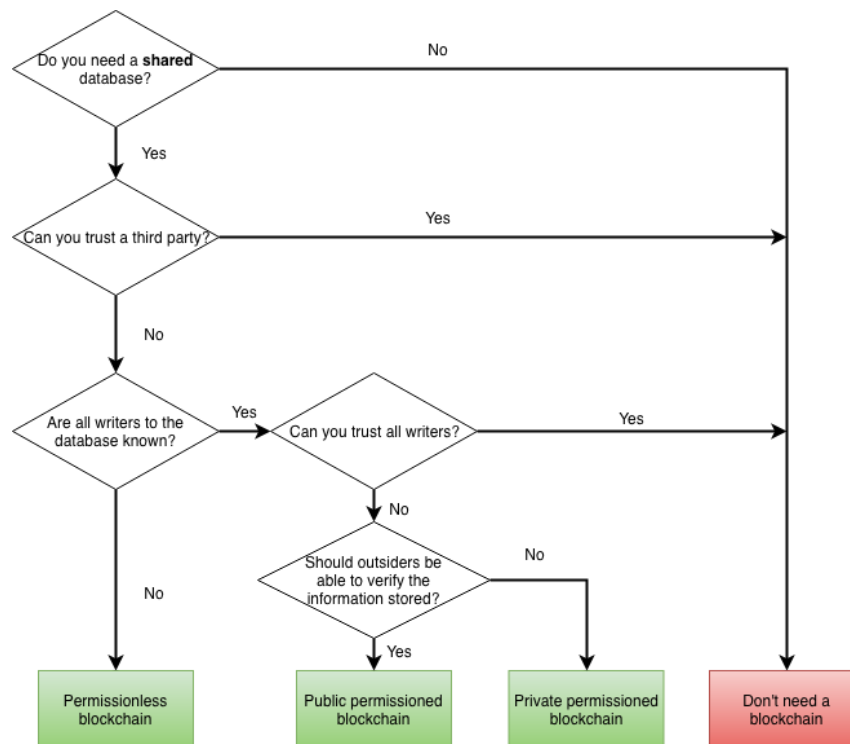 Do you need a shared
database?
No
Yes
Can you trust a third party?
Yes
No
Are all writers to the
database known?
Yes
Can you trust all writers?
Yes
No
Should outsiders be
able to verify the
information stored?
No
No
Yes
Permissionless
blockchain
Public permissioned
blockchain
Private permissioned
blockchain
Don't need a
blockchain